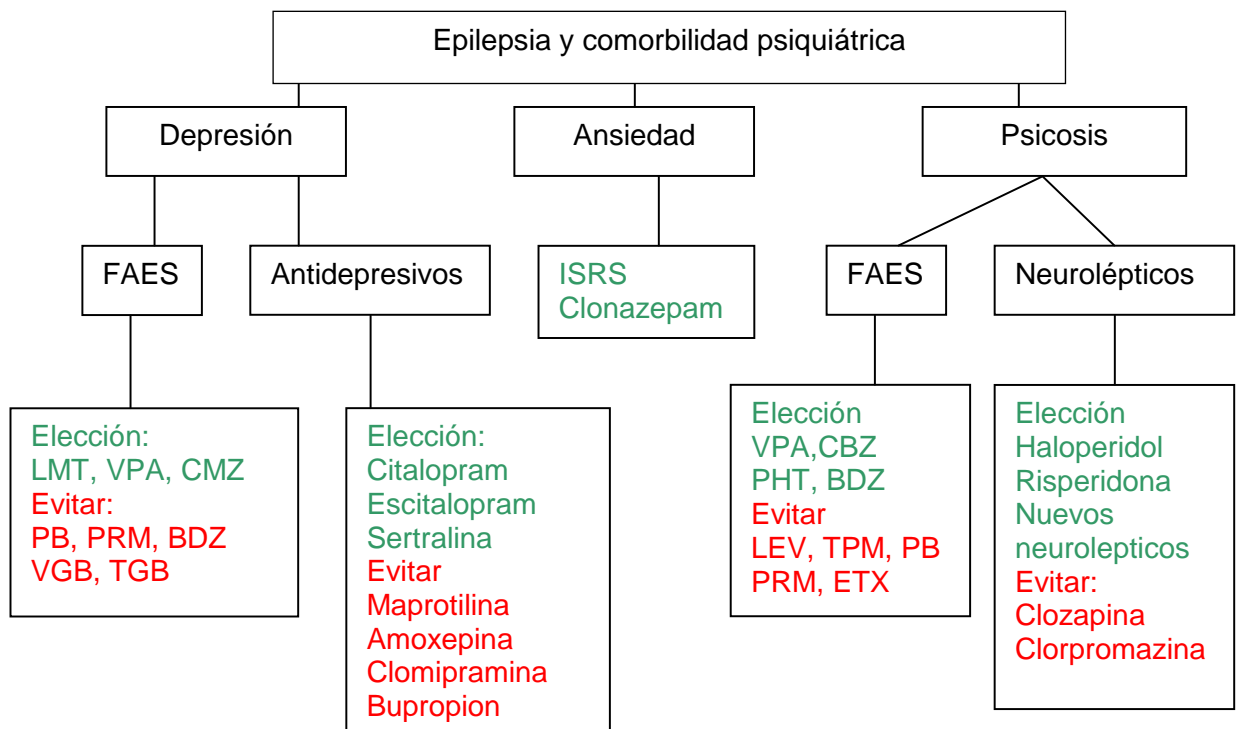 Epilepsia y comorbilidad psiquiátrica
Depresión
Ansiedad
Psicosis
FAES
Antidepresivos
ISRS
Clonazepam
FAES
Neurolépticos
Elección:
LMT, VPA, CMZ
Evitar:
PB, PRM, BDZ
VGB, TGB
Elección:
Citalopram
Escitalopram
Sertralina
Evitar
Maprotilina
Amoxepina
Clomipramina
Bupropion
Elección
VPA,CBZ
PHT, BDZ
Evitar
LEV, TPM, PB
PRM, ETX
Elección
Haloperidol
Risperidona
Nuevos
neurolepticos
Evitar:
Clozapina
Clorpromazina